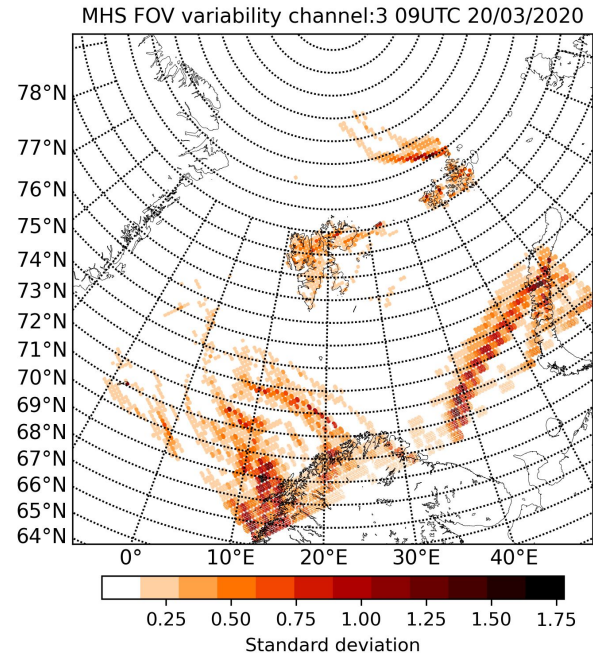 MHS FOV variability channel:3 09UTC 20/03/2020
78°N
77°N
76°N
75°N
74°N
73°N
72°N
71°N
70°N
69°N
68°N
67°N
66°N
65°N
64°N
0° 10°E 20°E 30°E 40°E
0.25 0.50 0.75 1.00 1.25 1.50 1.75
Standard deviation